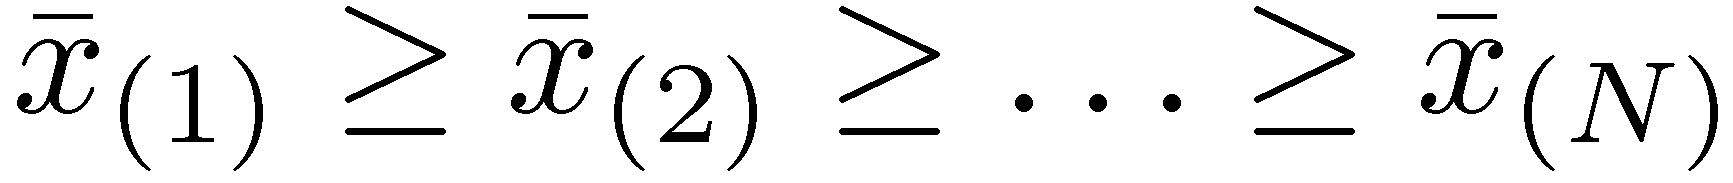 x̄₍₁₎ ≥ x̄₍₂₎ ≥ … ≥ x̄₍N₎